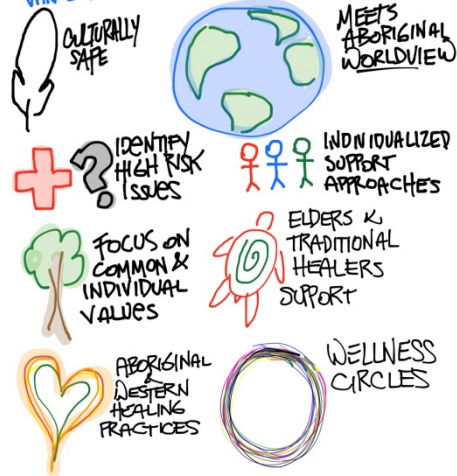 CULTURALLY
SAFE
MEETS
ABORIGINAL
WORLDVIEW
IDENTIFY
HIGH RISK
ISSUES
INDIVIDUALIZED
SUPPORT
APPROACHES
FOCUS ON
COMMON &
INDIVIDUAL
VALUES
ELDERS &
TRADITIONAL
HEALERS
SUPPORT
ABORIGINAL
&
WESTERN
HEALING
PRACTICES
WELLNESS
CIRCLES